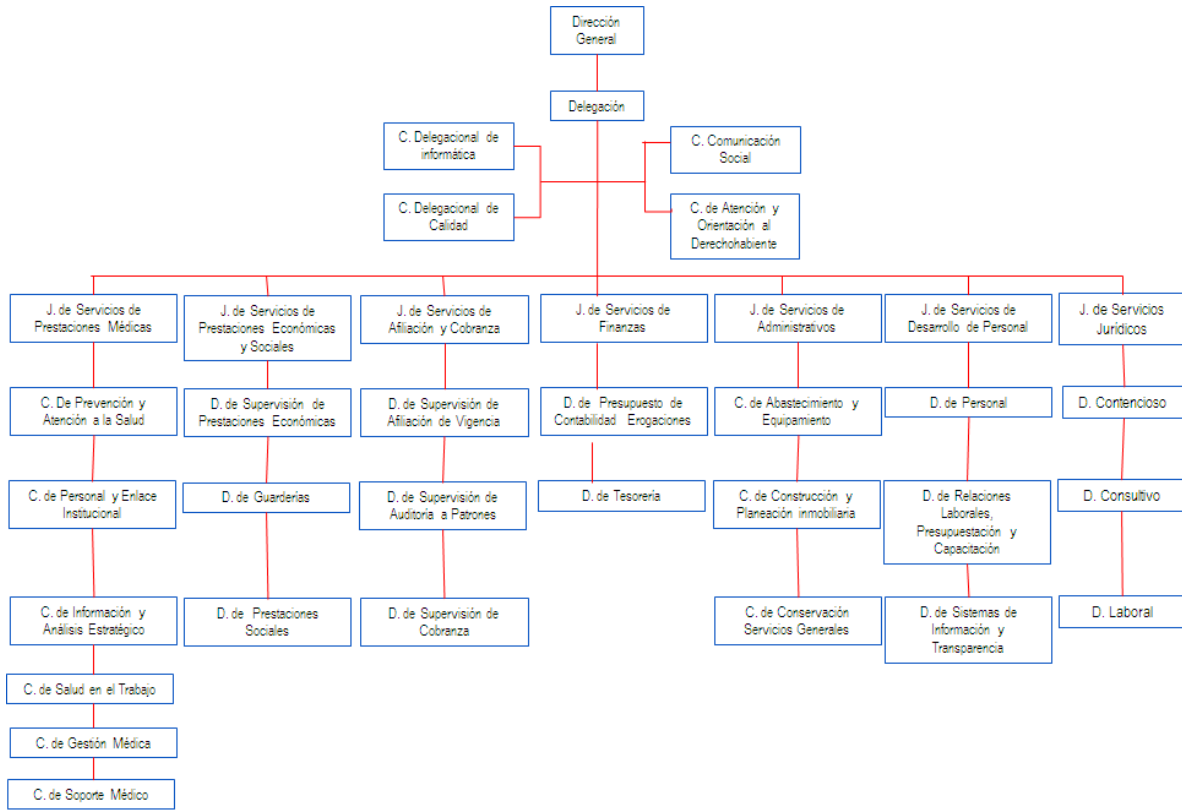 Dirección
General
Delegación
C. Delegacional de
informática
C. Comunicación
Social
C. Delegacional de
Calidad
C. de Atención y
Orientación al
Derechohabiente
J. de Servicios de
Prestaciones Médicas
J. de Servicios de
Prestaciones Económicas
y Sociales
J. de Servicios de
Afiliación y Cobranza
J. de Servicios de
Finanzas
J. de Servicios de
Administrativos
J. de Servicios de
Desarrollo de Personal
J. de Servicios
Jurídicos
C. De Prevención y
Atención a la Salud
D. de Supervisión de
Prestaciones Económicas
D. de Supervisión de
Afiliación de Vigencia
D. de Presupuesto de
Contabilidad Erogaciones
C. de Abastecimiento y
Equipamiento
D. de Personal
D. Contencioso
C. de Personal y Enlace
Institucional
D. de Guarderías
D. de Supervisión de
Auditoría a Patrones
D. de Tesorería
C. de Construcción y
Planeación inmobiliaria
D. de Relaciones
Laborales,
Presupuestación y
Capacitación
D. Consultivo
C. de Información y
Análisis Estratégico
D. de Prestaciones
Sociales
D. de Supervisión de
Cobranza
C. de Conservación
Servicios Generales
D. de Sistemas de
Información y
Transparencia
D. Laboral
C. de Salud en el Trabajo
C. de Gestión Médica
C. de Soporte Médico